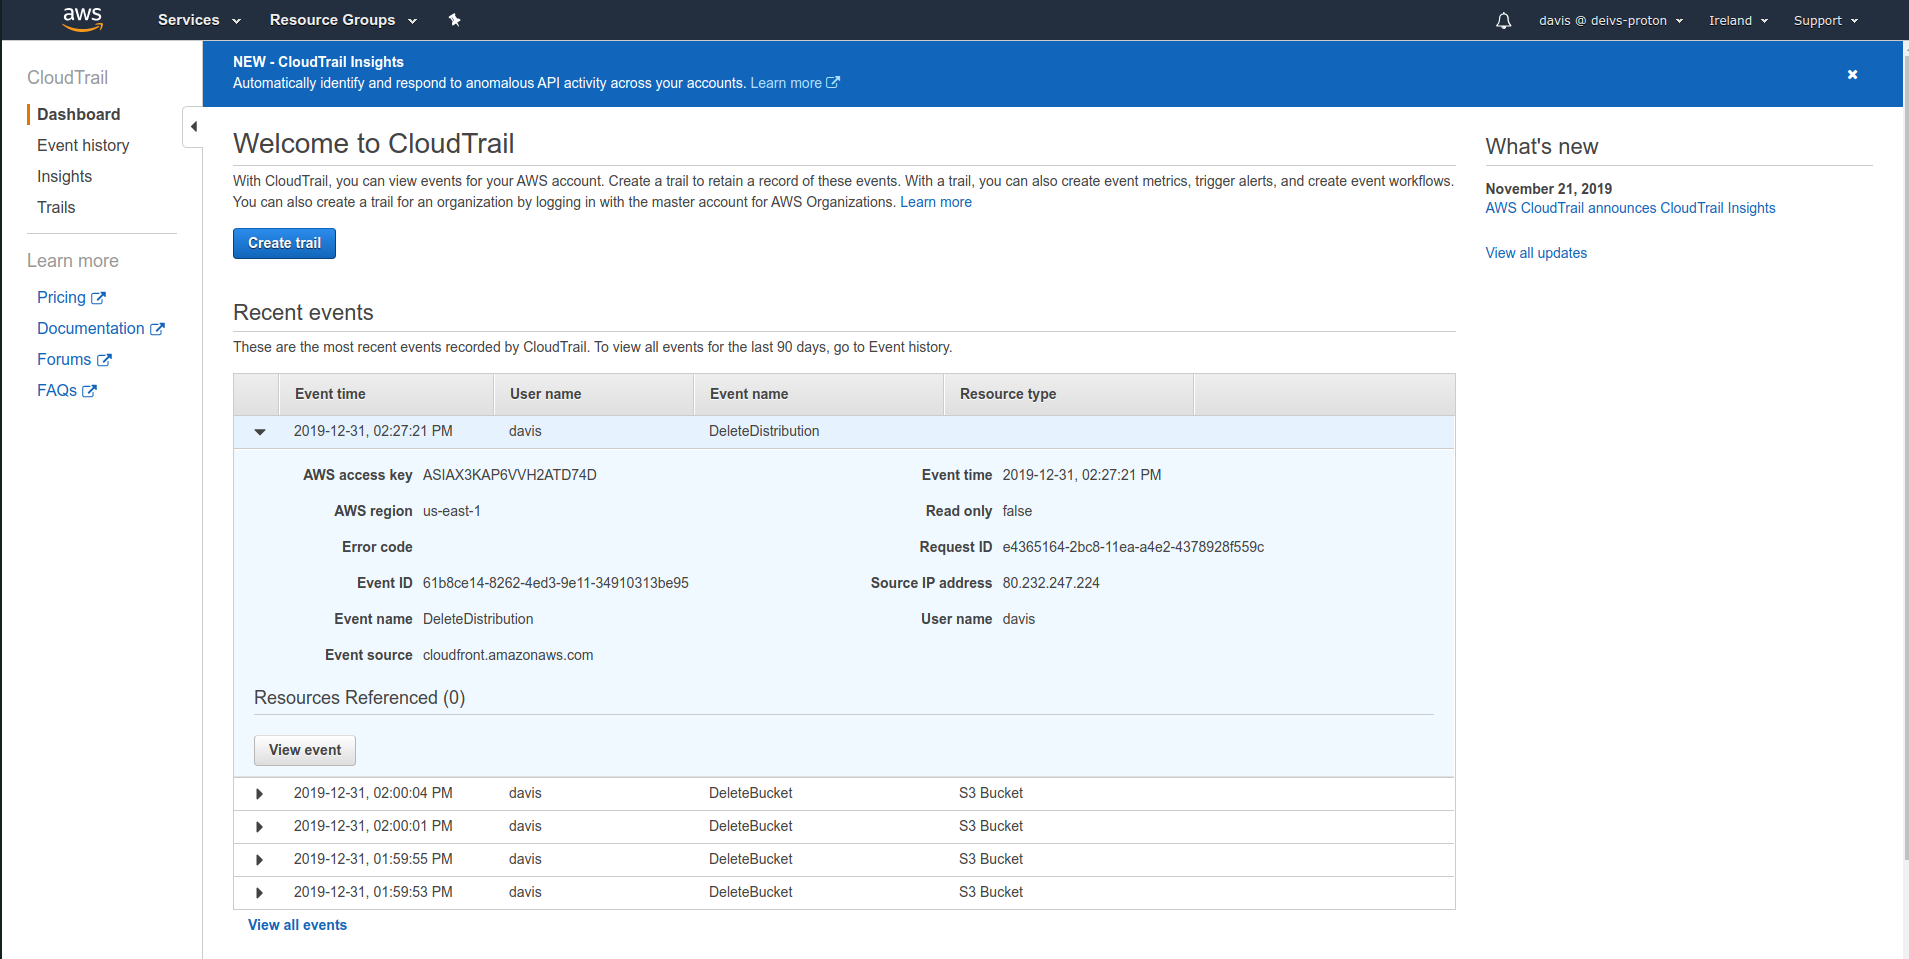 aws Services Resource Groups davis @ deivs-proton Ireland Support
CloudTrail
Dashboard
Event history
Insights
Trails
Learn more
Pricing
Documentation
Forums
FAQs
NEW - CloudTrail Insights
Automatically identify and respond to anomalous API activity across your accounts. Learn more
Welcome to CloudTrail
With CloudTrail, you can view events for your AWS account. Create a trail to retain a record of these events. With a trail, you can also create event metrics, trigger alerts, and create event workflows.
You can also create a trail for an organization by logging in with the master account for AWS Organizations. Learn more
Create trail
What's new
November 21, 2019
AWS CloudTrail announces CloudTrail Insights
View all updates
Recent events
These are the most recent events recorded by CloudTrail. To view all events for the last 90 days, go to Event history.
Event time User name Event name Resource type
2019-12-31, 02:27:21 PM davis DeleteDistribution
AWS access key ASIAX3KAP6VVH2ATD74D Event time 2019-12-31, 02:27:21 PM
AWS region us-east-1 Read only false
Error code Request ID e4365164-2bc8-11ea-a4e2-4378928f559c
Event ID 61b8ce14-8262-4ed3-9e11-34910313be95 Source IP address 80.232.247.224
Event name DeleteDistribution User name davis
Event source cloudfront.amazonaws.com
Resources Referenced (0)
View event
2019-12-31, 02:00:04 PM davis DeleteBucket S3 Bucket
2019-12-31, 02:00:01 PM davis DeleteBucket S3 Bucket
2019-12-31, 01:59:55 PM davis DeleteBucket S3 Bucket
2019-12-31, 01:59:53 PM davis DeleteBucket S3 Bucket
View all events